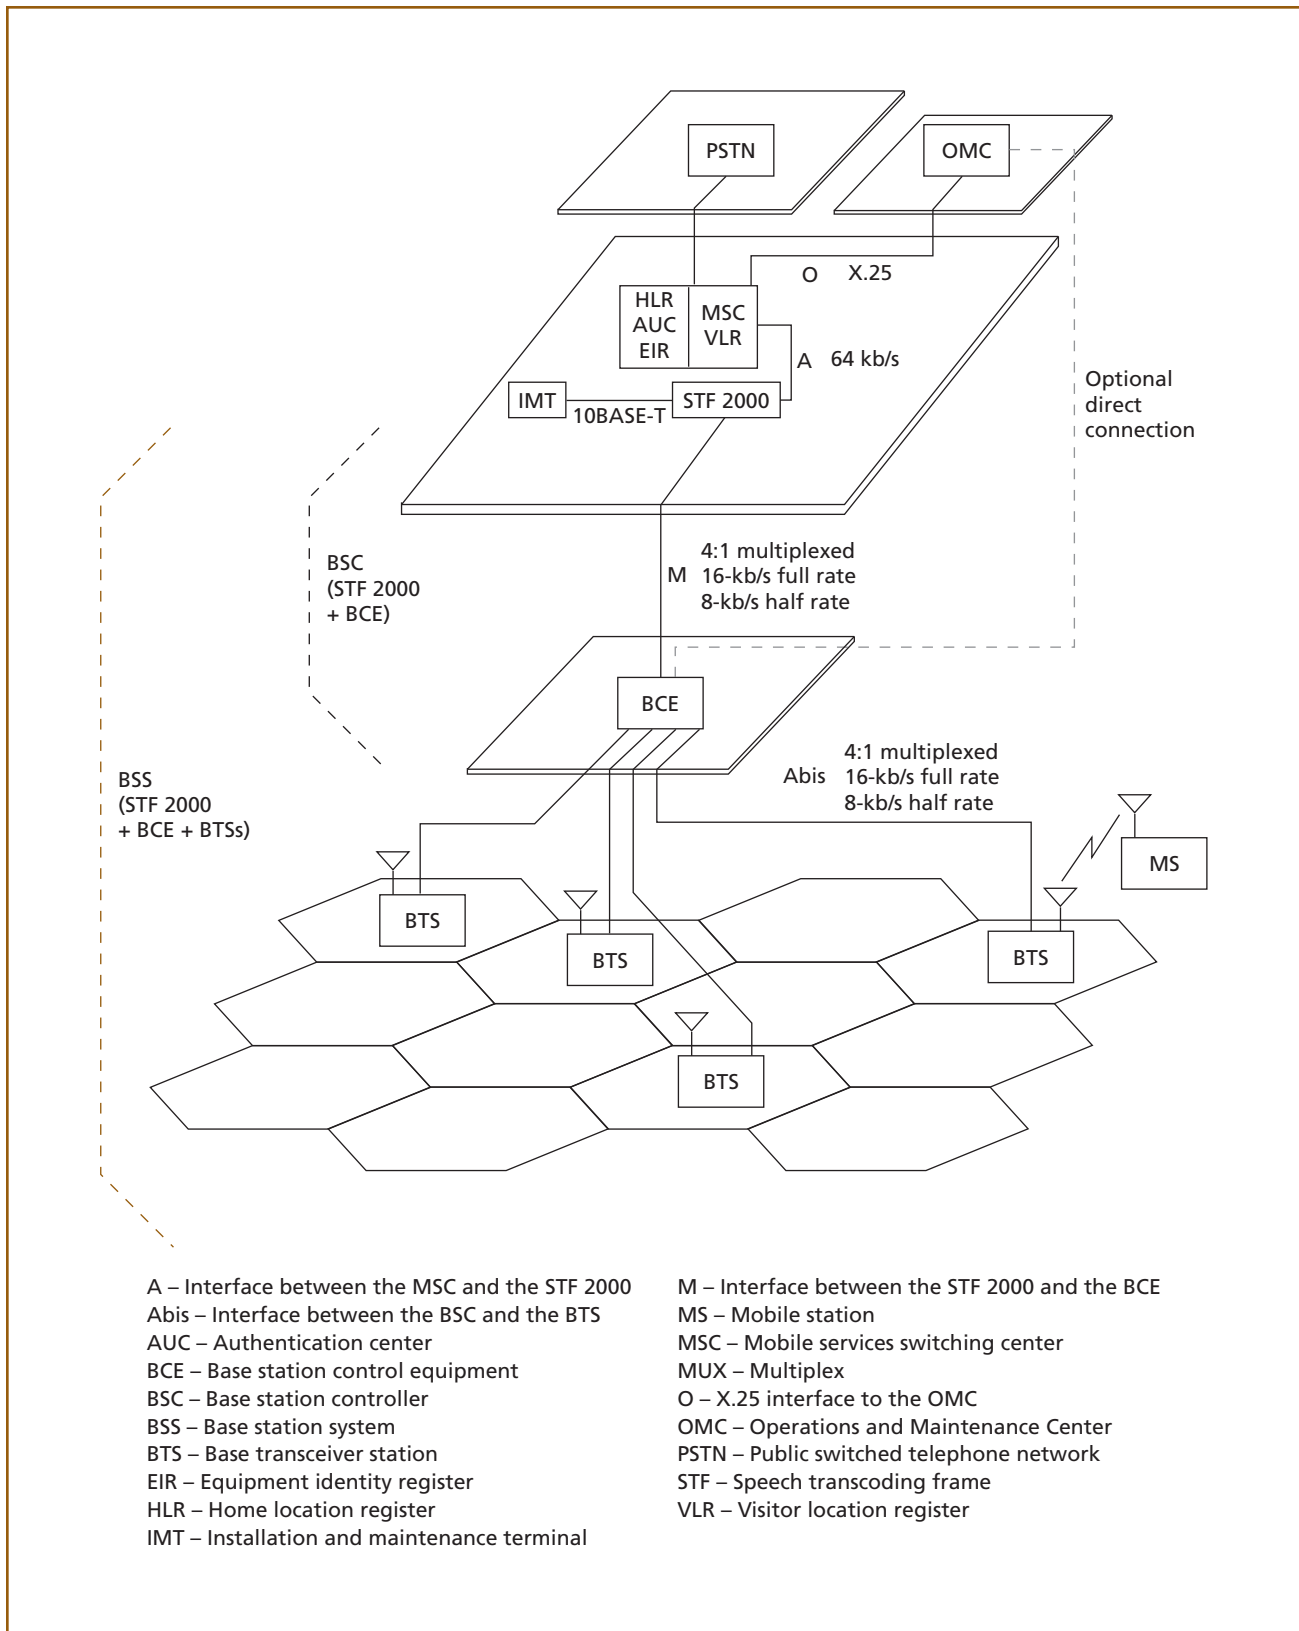 PSTN
OMC
O X.25
HLR
AUC
EIR
MSC
VLR
A 64 kb/s
IMT
10BASE-T
STF 2000
Optional
direct
connection
BSC
(STF 2000
+ BCE)
M
4:1 multiplexed
16-kb/s full rate
8-kb/s half rate
BCE
BSS
(STF 2000
+ BCE + BTSs)
Abis
4:1 multiplexed
16-kb/s full rate
8-kb/s half rate
MS
BTS
BTS
BTS
BTS
A – Interface between the MSC and the STF 2000
Abis – Interface between the BSC and the BTS
AUC – Authentication center
BCE – Base station control equipment
BSC – Base station controller
BSS – Base station system
BTS – Base transceiver station
EIR – Equipment identity register
HLR – Home location register
IMT – Installation and maintenance terminal
M – Interface between the STF 2000 and the BCE
MS – Mobile station
MSC – Mobile services switching center
MUX – Multiplex
O – X.25 interface to the OMC
OMC – Operations and Maintenance Center
PSTN – Public switched telephone network
STF – Speech transcoding frame
VLR – Visitor location register